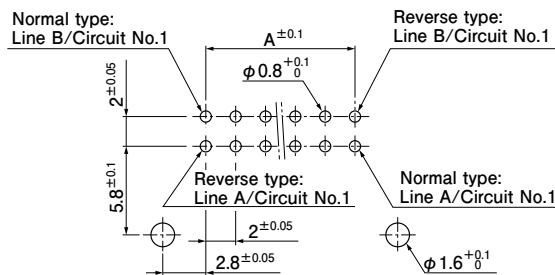 Normal type:
Line B/Circuit No.1
Reverse type:
Line B/Circuit No.1
A±0.1
φ0.8+0.1 0
2±0.05
5.8±0.1
Reverse type:
Line A/Circuit No.1
Normal type:
Line A/Circuit No.1
2±0.05
2.8±0.05
φ1.6+0.1 0